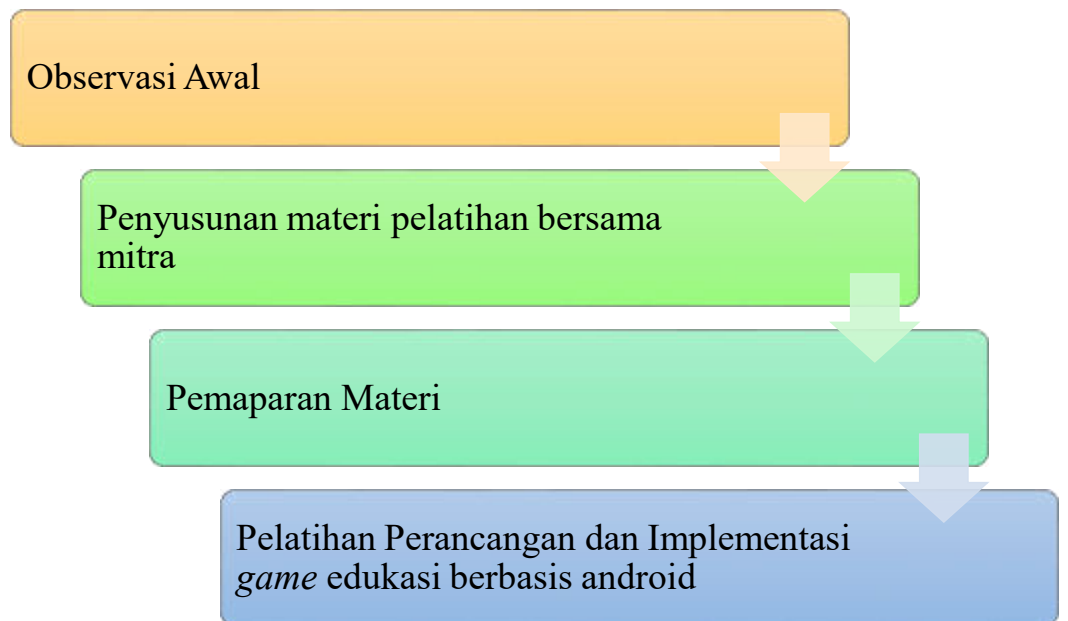 Observasi Awal
Penyusunan materi pelatihan bersama
mitra
Pemaparan Materi
Pelatihan Perancangan dan Implementasi
game edukasi berbasis android